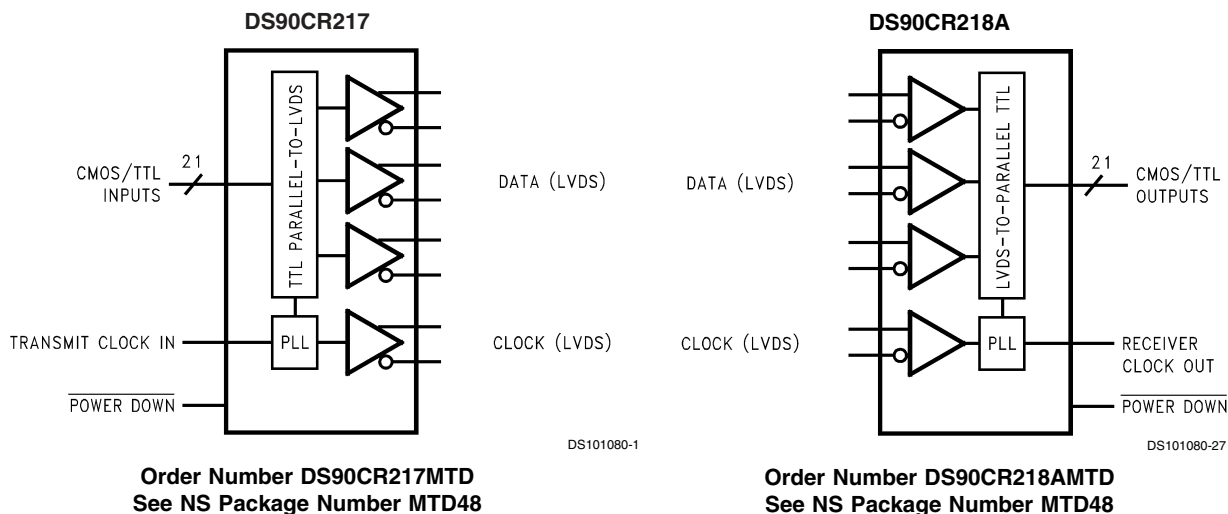 DS90CR217
TTL PARALLEL-TO-LVDS
21
CMOS/TTL
INPUTS
DATA (LVDS)
TRANSMIT CLOCK IN
PLL
CLOCK (LVDS)
POWER DOWN
DS101080-1
Order Number DS90CR217MTD
See NS Package Number MTD48
DS90CR218A
LVDS-TO-PARALLEL TTL
DATA (LVDS)
21
CMOS/TTL
OUTPUTS
CLOCK (LVDS)
PLL
RECEIVER
CLOCK OUT
POWER DOWN
DS101080-27
Order Number DS90CR218AMTD
See NS Package Number MTD48